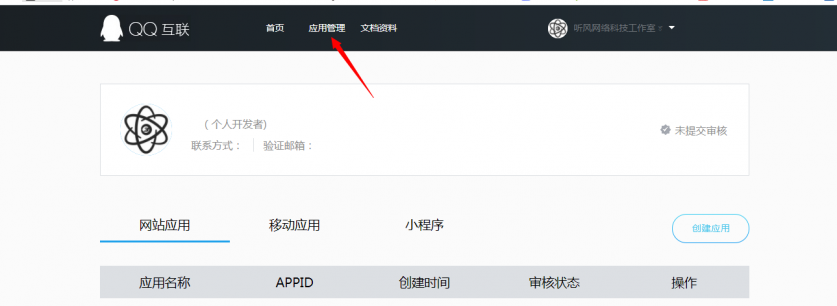 QQ互联 首页 应用管理 文档资料 听风网络科技工作室
( 个人开发者)
联系方式： 验证邮箱： 未提交审核
网站应用 移动应用 小程序 创建应用
应用名称 APPID 创建时间 审核状态 操作